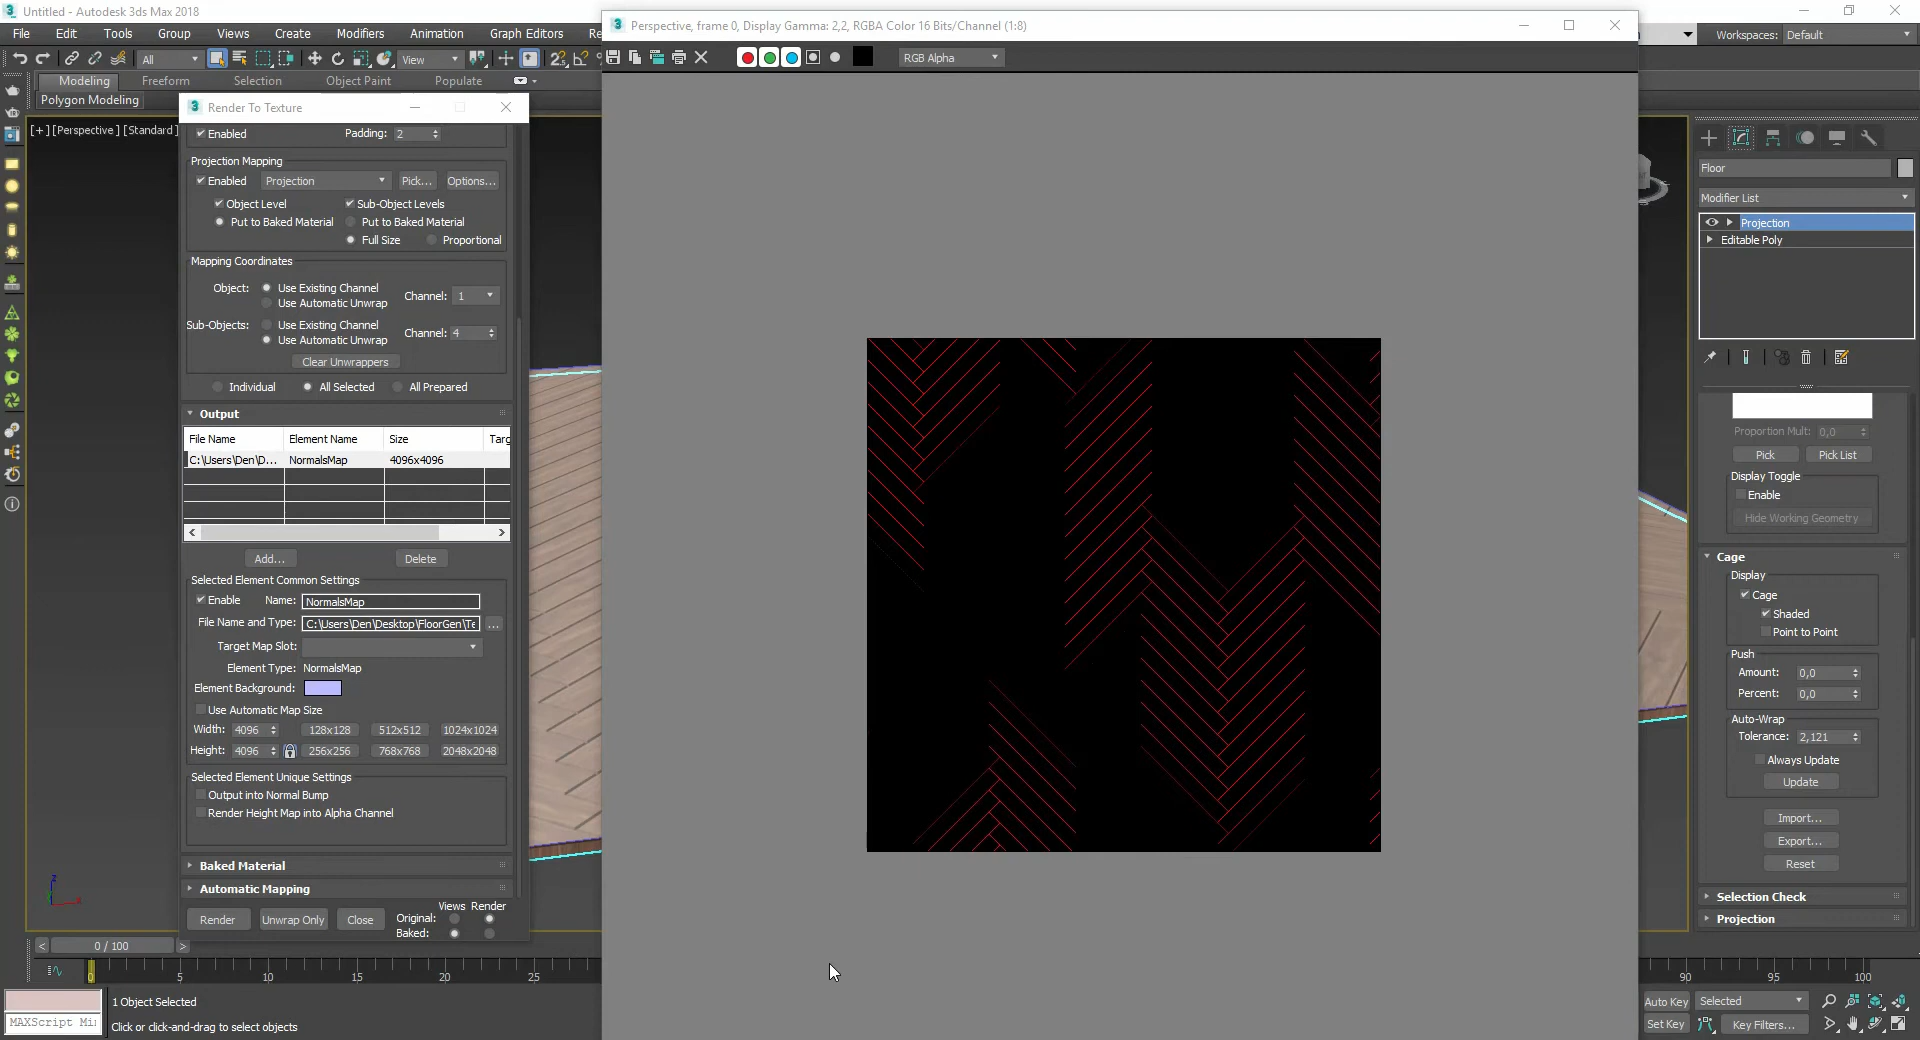 Untitled - Autodesk 3ds Max 2018
Perspective, frame 0, Display Gamma: 2,2, RGBA Color 16 Bits/Channel (1:8)
File Edit Tools Group Views Create Modifiers Animation Graph Editors Re
Workspaces: Default
All
View
RGB Alpha
Modeling Freeform Selection Object Paint Populate
Polygon Modeling
[+] [Perspective] [Standard]
Render To Texture
Enabled
Padding: 2
Projection Mapping
Enabled Projection Pick... Options...
Object Level Sub-Object Levels
Put to Baked Material Put to Baked Material
Full Size Proportional
Mapping Coordinates
Object: Use Existing Channel
Use Automatic Unwrap
Channel: 1
Sub-Objects: Use Existing Channel
Use Automatic Unwrap
Channel: 4
Clear Unwrappers
Individual All Selected All Prepared
Output
File Name Element Name Size Targ
C:\Users\Den\D... NormalsMap 4096x4096
Add... Delete
Selected Element Common Settings
Enable Name: NormalsMap
File Name and Type: C:\Users\Den\Desktop\FloorGen\Te ...
Target Map Slot:
Element Type: NormalsMap
Element Background:
Use Automatic Map Size
Width: 4096 128x128 512x512 1024x1024
Height: 4096 256x256 768x768 2048x2048
Selected Element Unique Settings
Output into Normal Bump
Render Height Map into Alpha Channel
Baked Material
Automatic Mapping
Views Render
Render Unwrap Only Close
Original:
Baked:
Floor
Modifier List
Projection
Editable Poly
Proportion Mult: 0,0
Pick Pick List
Display Toggle
Enable
Hide Working Geometry
Cage
Display
Cage
Shaded
Point to Point
Push
Amount: 0,0
Percent: 0,0
Auto-Wrap
Tolerance: 2,121
Always Update
Update
Import...
Export...
Reset
Selection Check
Projection
< 0 / 100 >
0 5 10 15 20 25 90 95 100
1 Object Selected
MAXScript Mi
Click or click-and-drag to select objects
Auto Key Selected
Set Key Key Filters...